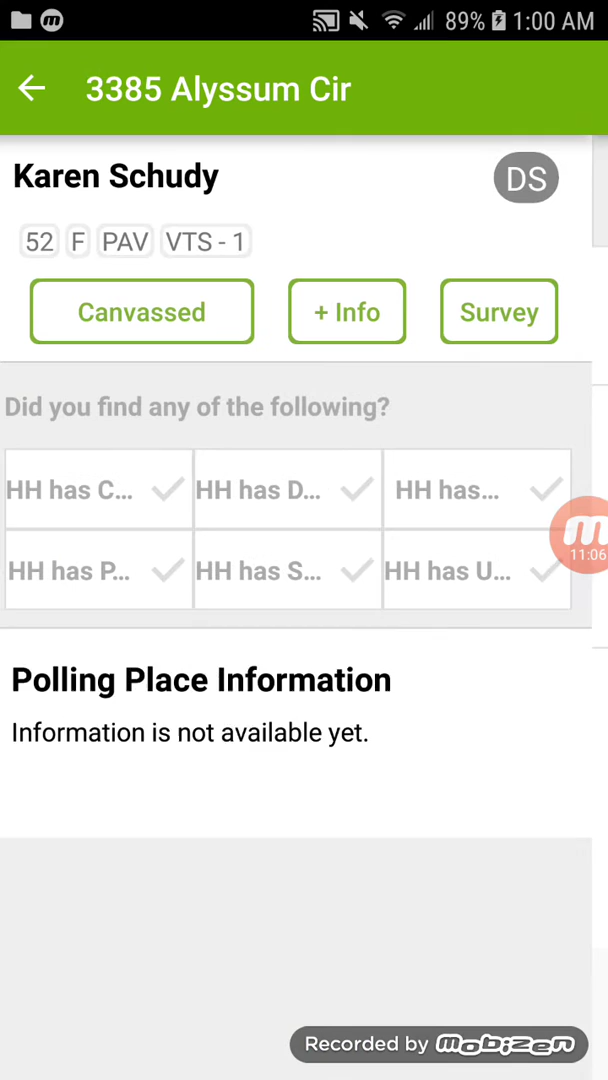 89% 1:00 AM
3385 Alyssum Cir
Karen Schudy
DS
52 F PAV VTS - 1
Canvassed + Info Survey
Did you find any of the following?
HH has C... HH has D... HH has...
HH has P... HH has S... HH has U...
11:06
Polling Place Information
Information is not available yet.
Recorded by mobizen